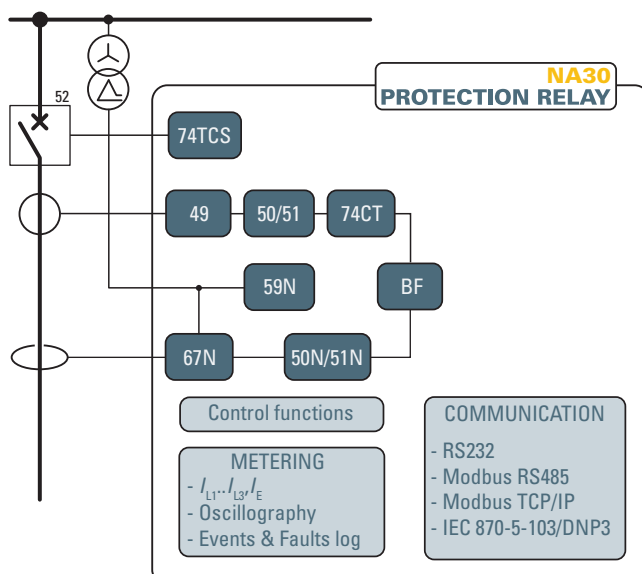 NA30
PROTECTION RELAY
52
74TCS
49
50/51
74CT
59N
BF
67N
50N/51N
Control functions
METERING
- IL1..IL3, IE
- Oscillography
- Events & Faults log
COMMUNICATION
- RS232
- Modbus RS485
- Modbus TCP/IP
- IEC 870-5-103/DNP3